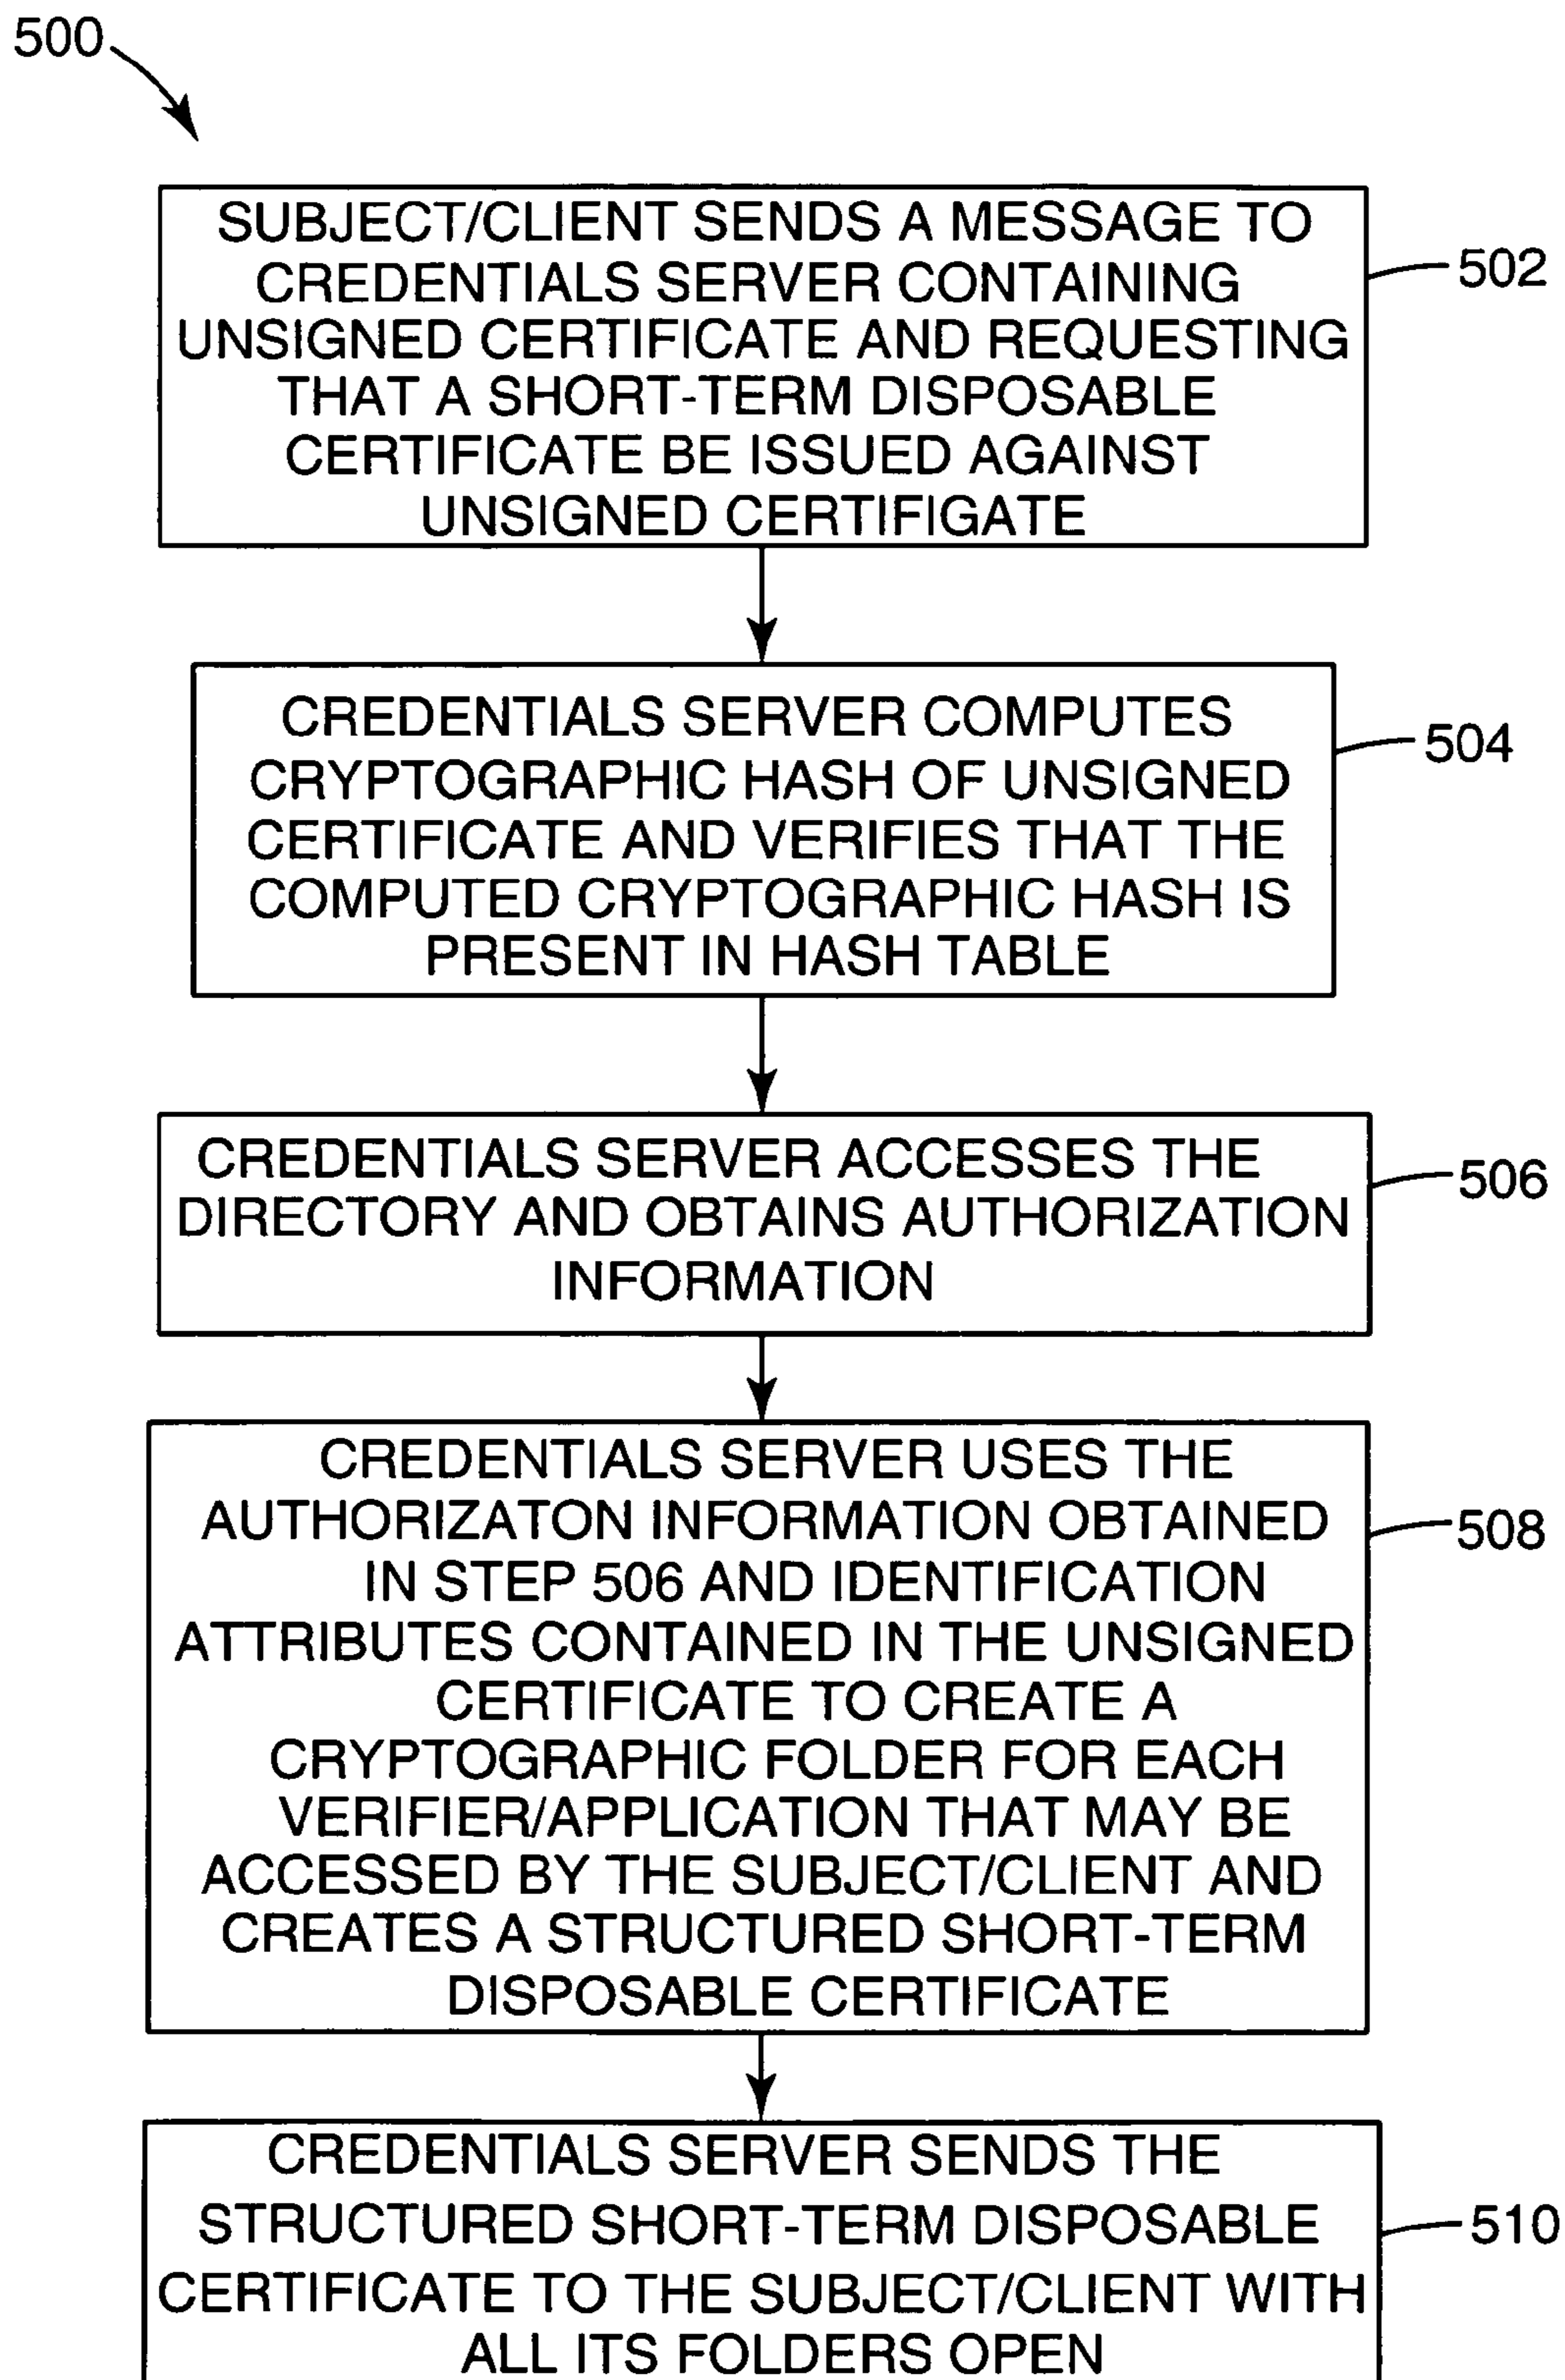 500
SUBJECT/CLIENT SENDS A MESSAGE TO
CREDENTIALS SERVER CONTAINING
UNSIGNED CERTIFICATE AND REQUESTING
THAT A SHORT-TERM DISPOSABLE
CERTIFICATE BE ISSUED AGAINST
UNSIGNED CERTIFIGATE
502
CREDENTIALS SERVER COMPUTES
CRYPTOGRAPHIC HASH OF UNSIGNED
CERTIFICATE AND VERIFIES THAT THE
COMPUTED CRYPTOGRAPHIC HASH IS
PRESENT IN HASH TABLE
504
CREDENTIALS SERVER ACCESSES THE
DIRECTORY AND OBTAINS AUTHORIZATION
INFORMATION
506
CREDENTIALS SERVER USES THE
AUTHORIZATON INFORMATION OBTAINED
IN STEP 506 AND IDENTIFICATION
ATTRIBUTES CONTAINED IN THE UNSIGNED
CERTIFICATE TO CREATE A
CRYPTOGRAPHIC FOLDER FOR EACH
VERIFIER/APPLICATION THAT MAY BE
ACCESSED BY THE SUBJECT/CLIENT AND
CREATES A STRUCTURED SHORT-TERM
DISPOSABLE CERTIFICATE
508
CREDENTIALS SERVER SENDS THE
STRUCTURED SHORT-TERM DISPOSABLE
CERTIFICATE TO THE SUBJECT/CLIENT WITH
ALL ITS FOLDERS OPEN
510